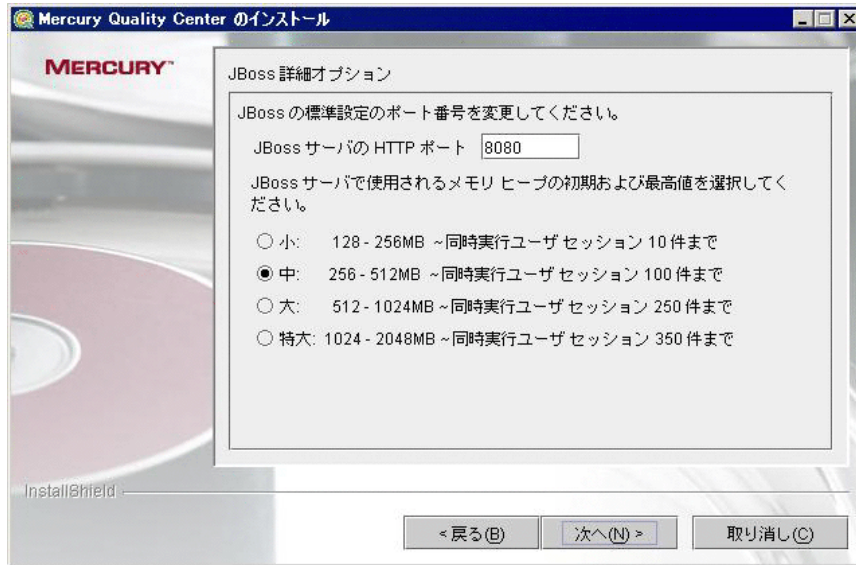 Mercury Quality Center のインストール
MERCURY™
JBoss 詳細オプション
JBoss の標準設定のポート番号を変更してください。
JBoss サーバの HTTP ポート 8080
JBoss サーバで使用されるメモリ ヒープの初期および最高値を選択してく
ださい。
小: 128 - 256MB ~同時実行ユーザ セッション 10 件まで
中: 256 - 512MB ~同時実行ユーザ セッション 100 件まで
大: 512 - 1024MB ~同時実行ユーザ セッション 250 件まで
特大: 1024 - 2048MB ~同時実行ユーザ セッション 350 件まで
InstallShield
< 戻る(B) 次へ(N) > 取り消し(C)